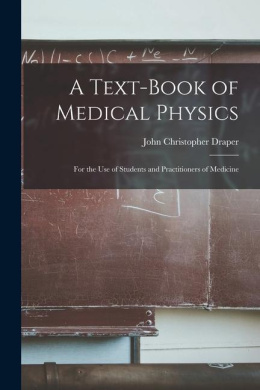 A Text-Book of
Medical Physics
John Christopher Draper
For the Use of Students and Practitioners of Medicine